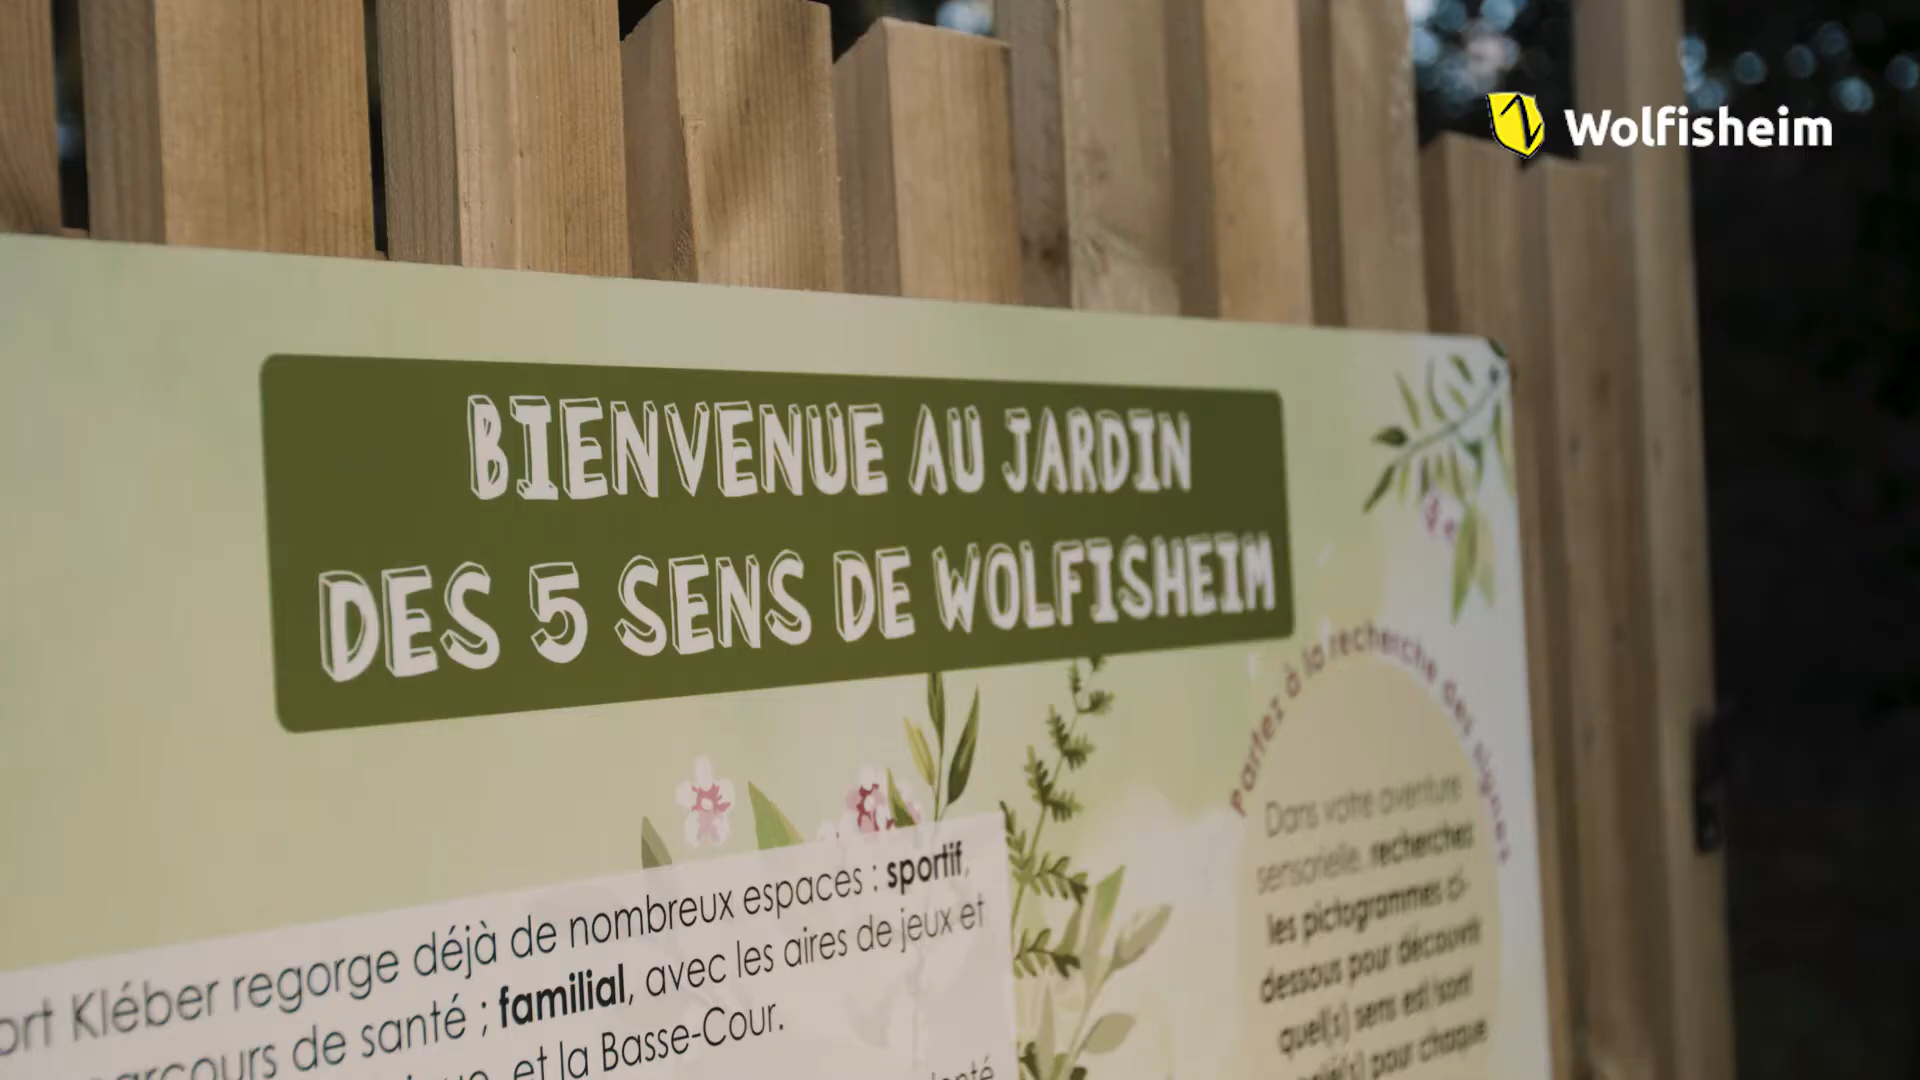 Wolfisheim
BIENVENUE AU JARDIN
DES 5 SENS DE WOLFISHEIM
Partez à la recherche des signes
Dans votre aventure
sensorielle, recherchez
les pictogrammes ci-
dessous pour découvrir
quel(s) sens est/sont
pour chaque
ort Kléber regorge déjà de nombreux espaces : sportif,
parcours de santé ; familial, avec les aires de jeux et
et la Basse-Cour.